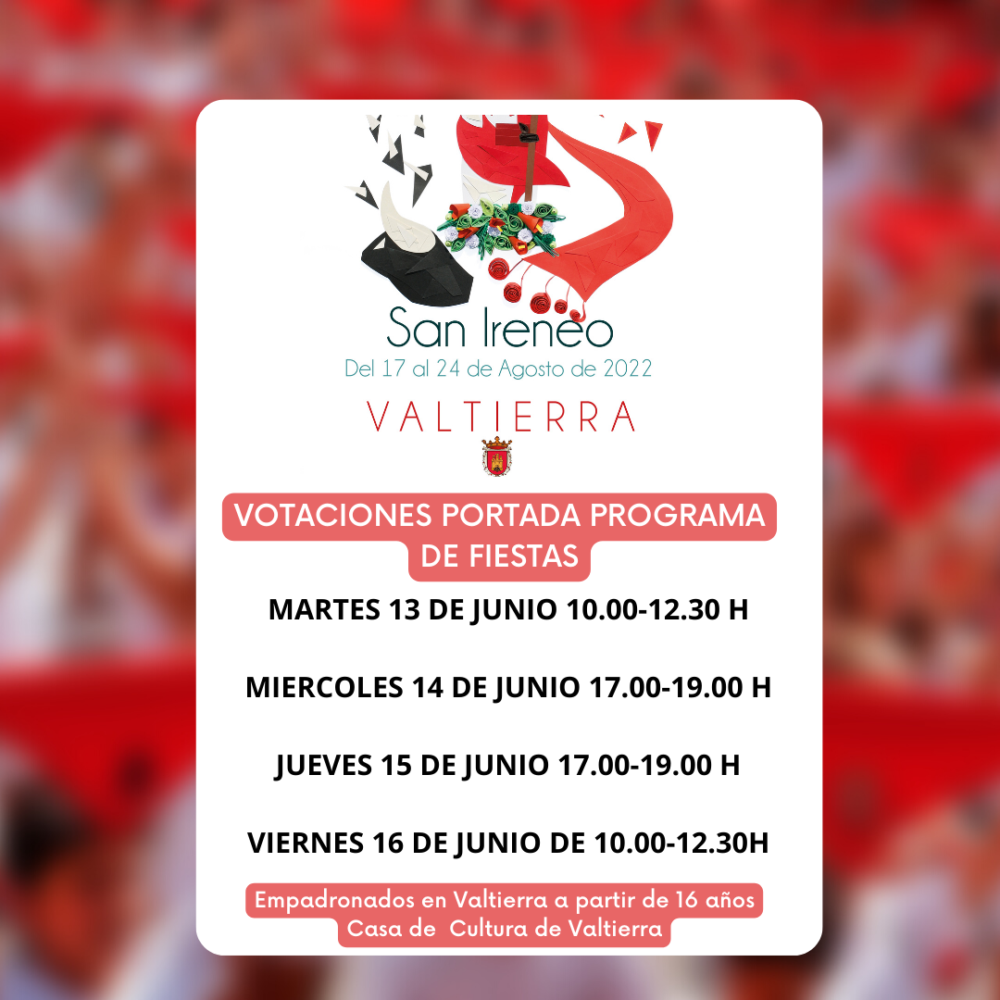 San Ireneo
Del 17 al 24 de Agosto de 2022
VALTIERRA
VOTACIONES PORTADA PROGRAMA
DE FIESTAS
MARTES 13 DE JUNIO 10.00-12.30 H
MIERCOLES 14 DE JUNIO 17.00-19.00 H
JUEVES 15 DE JUNIO 17.00-19.00 H
VIERNES 16 DE JUNIO DE 10.00-12.30H
Empadronados en Valtierra a partir de 16 años
Casa de  Cultura de Valtierra